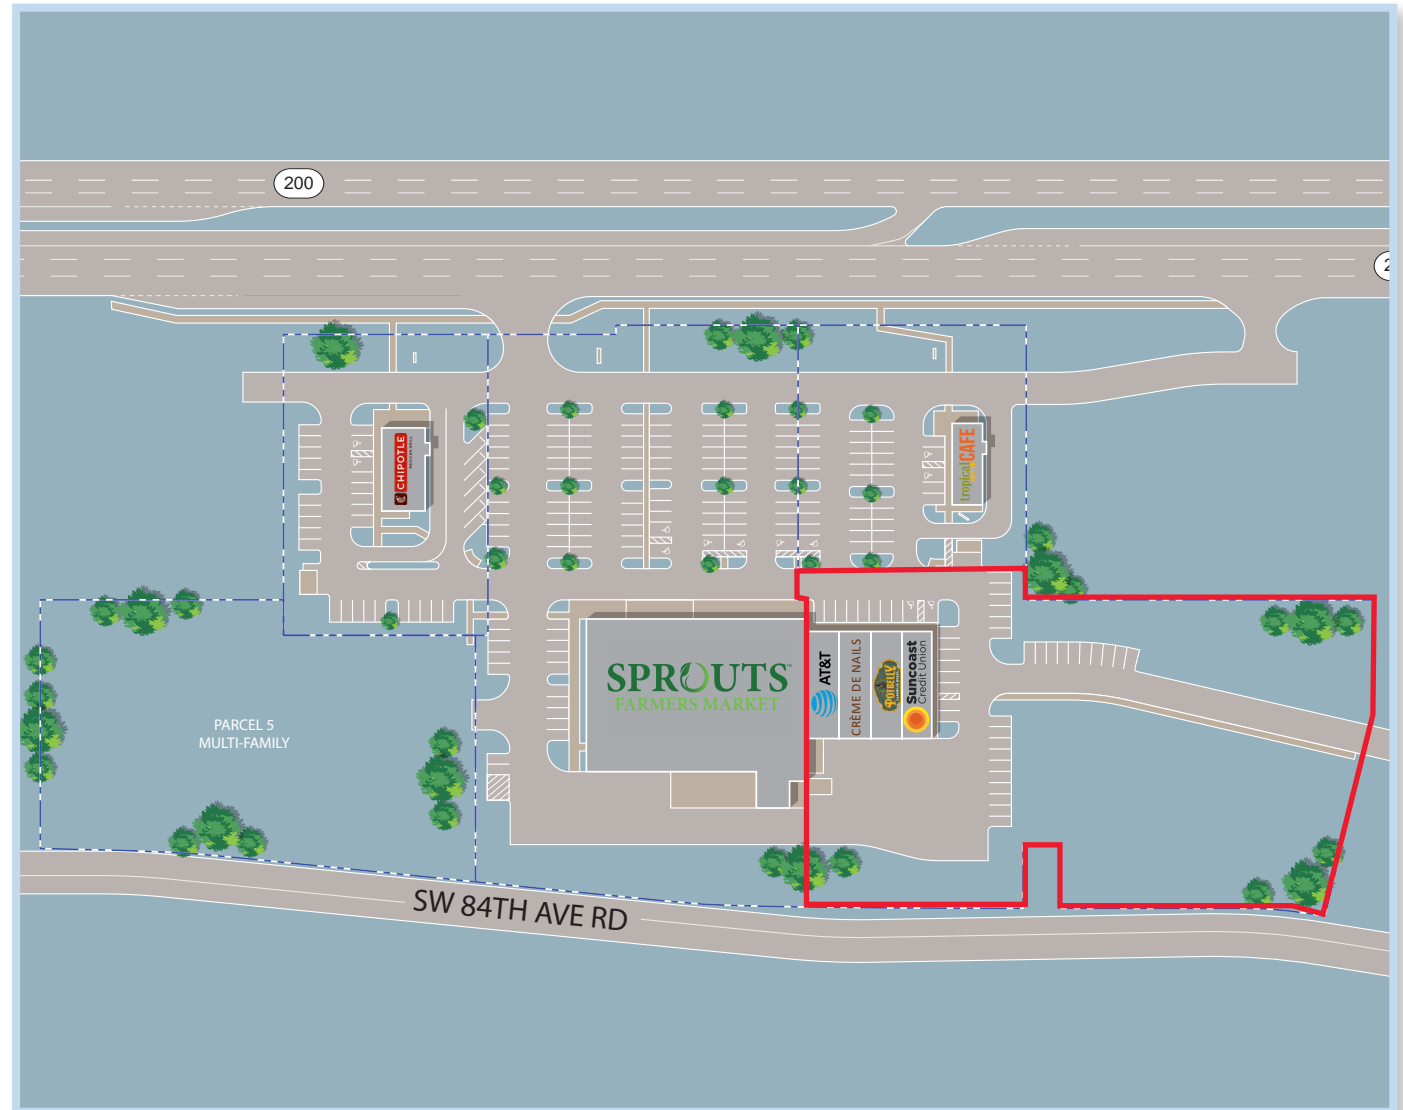 200
2
CHIPOTLE
MEXICAN GRILL
tropical CAFE
SPROUTS
FARMERS MARKET
AT&T
CRÈME DE NAILS
POTBELLY
Suncoast
Credit Union
PARCEL 5
MULTI-FAMILY
SW 84TH AVE RD